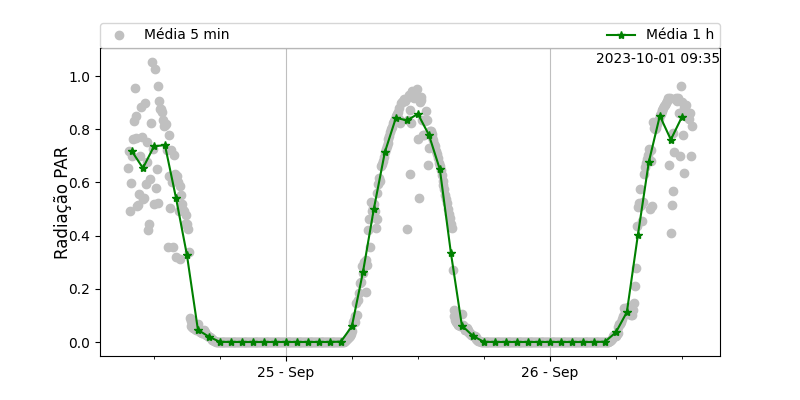 Média 5 min
Média 1 h
2023-10-01 09:35
Radiação PAR
1.0
0.8
0.6
0.4
0.2
0.0
25 - Sep
26 - Sep